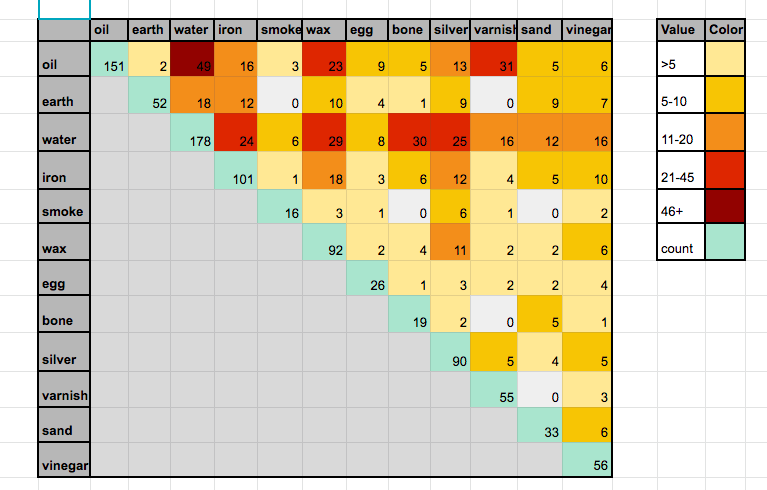 oil earth water iron smoke wax egg bone silver varnish sand vinegar Value Color
oil 151 2 49 16 3 23 9 5 13 31 5 6 >5
earth 52 18 12 0 10 4 1 9 0 9 7 5-10
water 178 24 6 29 8 30 25 16 12 16 11-20
iron 101 1 18 3 6 12 4 5 10 21-45
smoke 16 3 1 0 6 1 0 2 46+
wax 92 2 4 11 2 2 6 count
egg 26 1 3 2 2 4
bone 19 2 0 5 1
silver 90 5 4 5
varnish 55 0 3
sand 33 6
vinegar 56